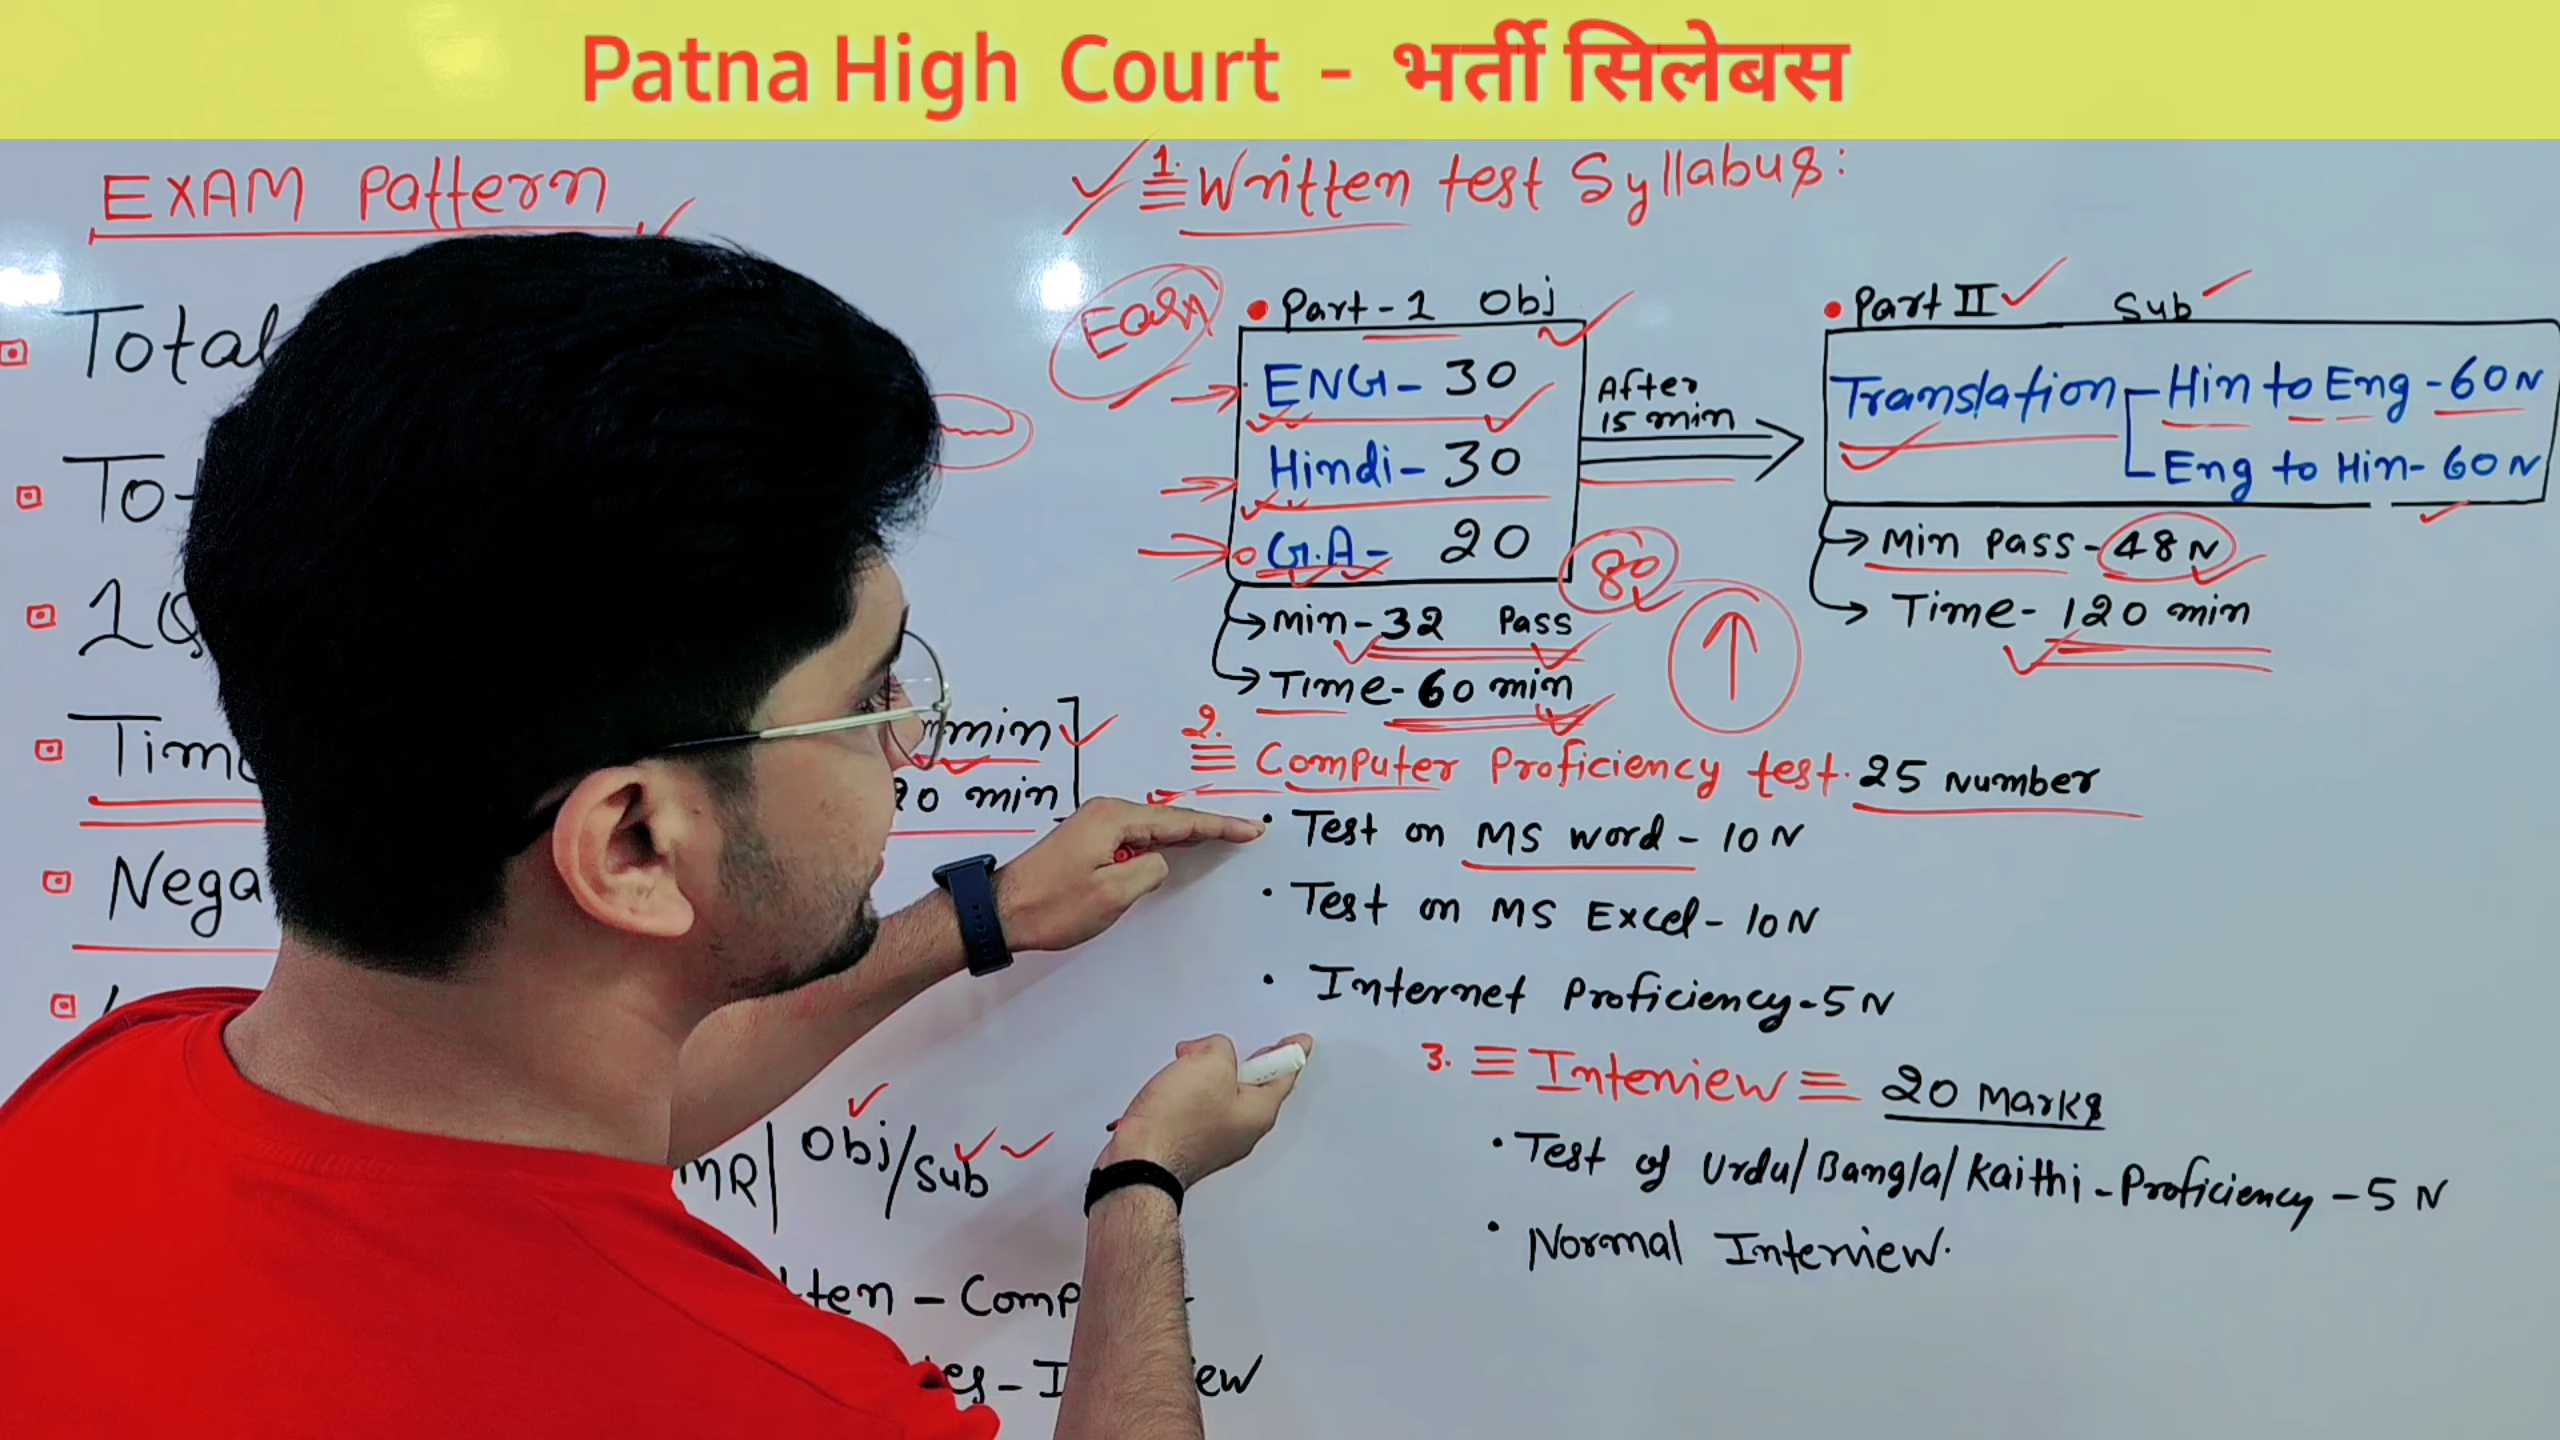 Patna High Court - भर्ती सिलेबस
EXAM Pattern
Total
To
1Q
Time
min
20 min
Nega
Obj/Sub
tten - Comp
ew
1. Written test Syllabus:
Easy
Part-1 Obj
ENG- 30
Hindi- 30
G.A- 20
80
Min- 32 Pass
Time- 60 min
After
15 min
Part II Sub
Translation
Hin to Eng - 60 N
Eng to Hin- 60 N
Min Pass - 48 N
Time- 120 min
2. Computer Proficiency test. 25 Number
Test on MS Word - 10 N
Test on MS Excel - 10 N
Internet Proficiency - 5 N
3. Interview 20 Marks
Test of Urdu/Bangla/Kaithi - Proficiency - 5 N
Normal Interview.